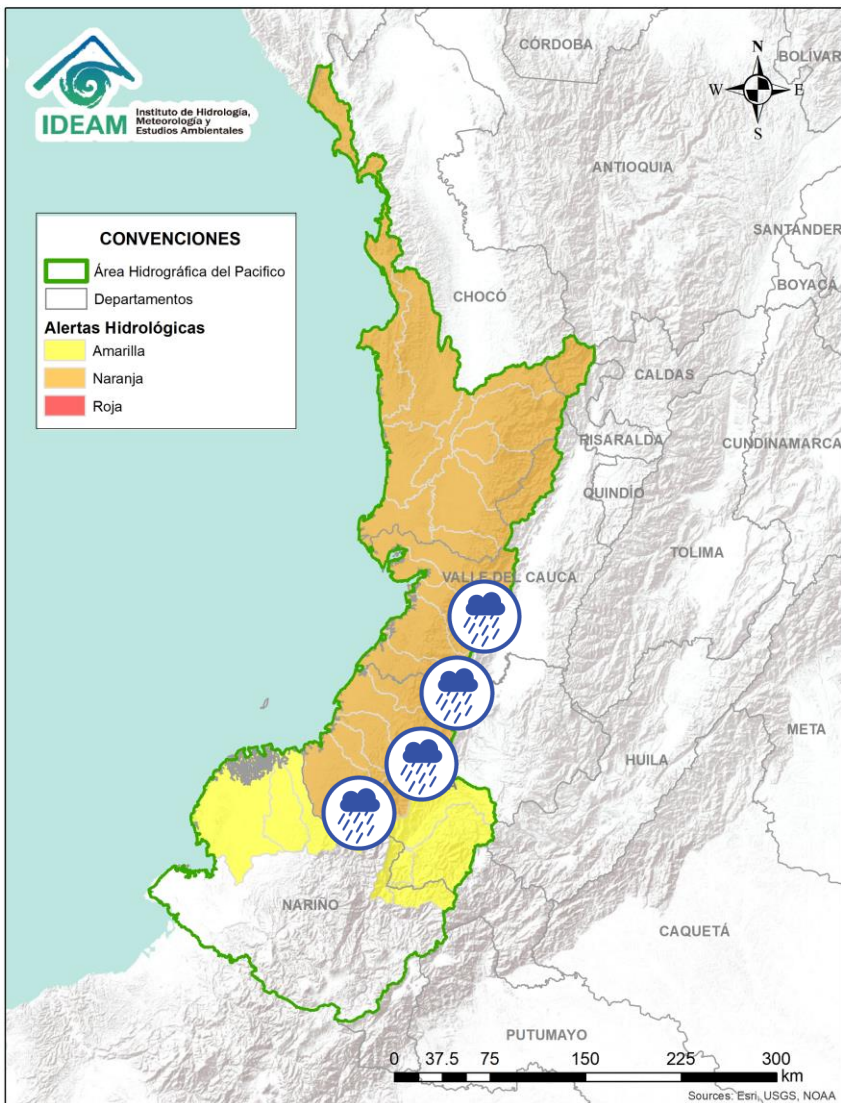 IDEAM
Instituto de Hidrología,
Meteorología y
Estudios Ambientales
CÓRDOBA
BOLÍVAR
N
W
E
S
ANTIOQUIA
SANTANDER
BOYACÁ
CHOCÓ
CONVENCIONES
Área Hidrográfica del Pacifico
Departamentos
Alertas Hidrológicas
Amarilla
Naranja
Roja
CALDAS
RISARALDA
CUNDINAMARCA
QUINDÍO
TOLIMA
VALLE DEL CAUCA
META
HUILA
NARIÑO
CAQUETÁ
PUTUMAYO
0 37.5 75 150 225 300
km
Sources: Esri, USGS, NOAA